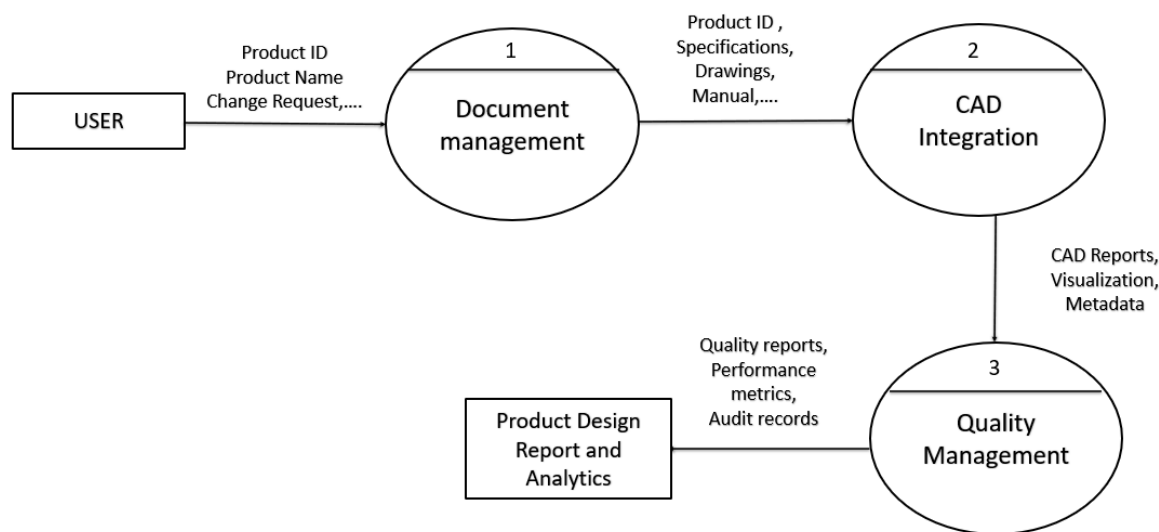 USER
Product ID
Product Name
Change Request,....
1
Document
management
Product ID ,
Specifications,
Drawings,
Manual,....
2
CAD
Integration
CAD Reports,
Visualization,
Metadata
3
Quality
Management
Quality reports,
Performance
metrics,
Audit records
Product Design
Report and
Analytics